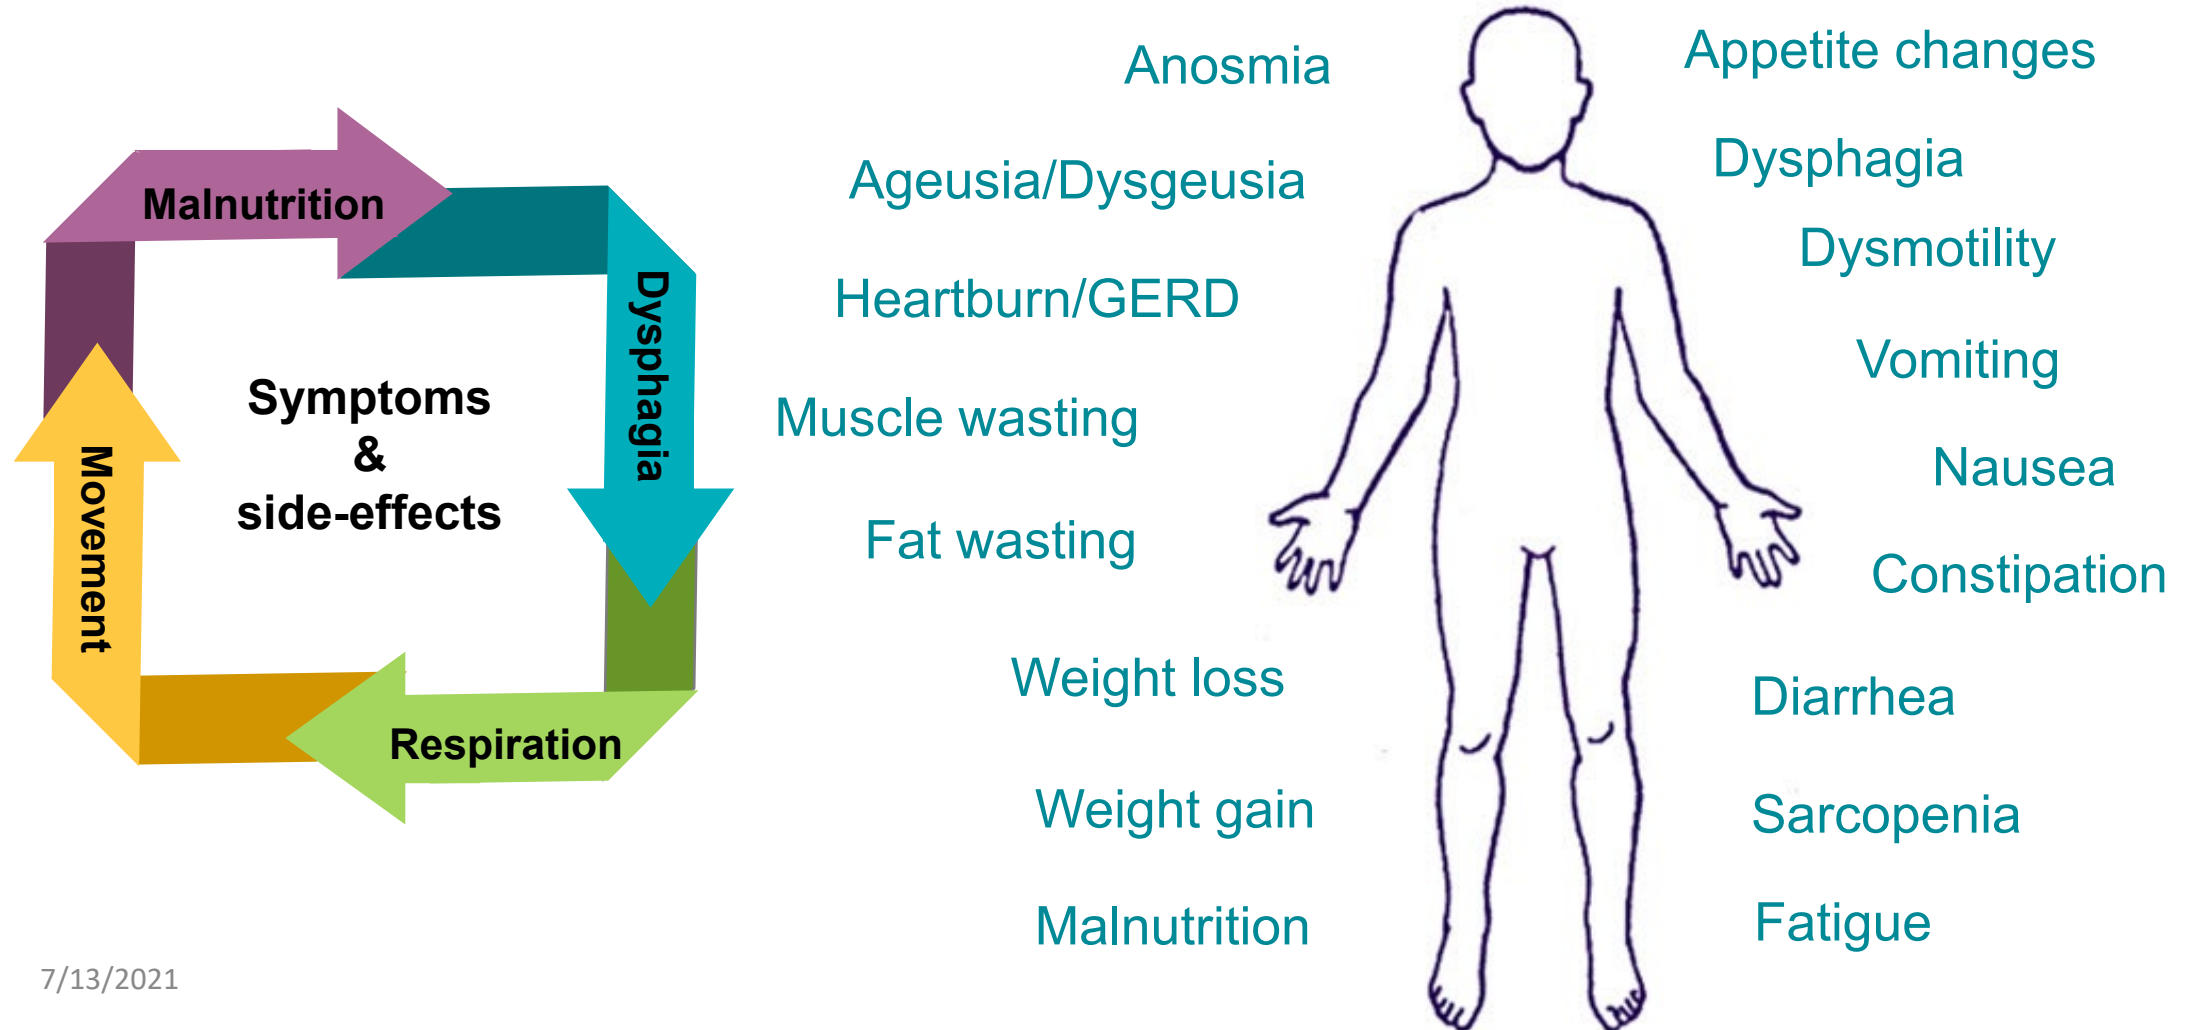 Malnutrition
Dysphagia
Respiration
Movement
Symptoms
&
side-effects
Anosmia
Ageusia/Dysgeusia
Heartburn/GERD
Muscle wasting
Fat wasting
Weight loss
Weight gain
Malnutrition
Appetite changes
Dysphagia
Dysmotility
Vomiting
Nausea
Constipation
Diarrhea
Sarcopenia
Fatigue
7/13/2021